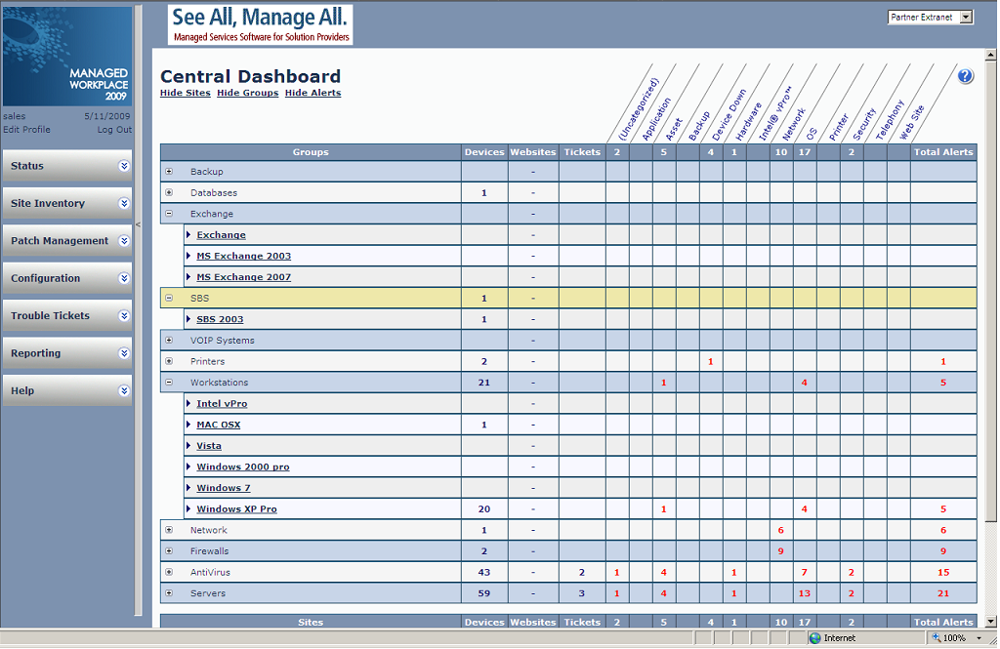 See All, Manage All.
Managed Services Software for Solution Providers
Partner Extranet
MANAGED
WORKPLACE
2009
sales 5/11/2009
Edit Profile Log Out
Status
Site Inventory
Patch Management
Configuration
Trouble Tickets
Reporting
Help
<
Central Dashboard
Hide Sites Hide Groups Hide Alerts
?
(Uncategorized) Application Asset Backup Device Down Hardware Intel® vPro™ Network OS Printer Security Telephony Web Site
Groups Devices Websites Tickets 2 5 4 1 10 17 2 Total Alerts
Backup -
Databases 1 -
Exchange -
Exchange -
MS Exchange 2003 -
MS Exchange 2007 -
SBS 1 -
SBS 2003 1 -
VOIP Systems -
Printers 2 - 1 1
Workstations 21 - 1 4 5
Intel vPro -
MAC OSX 1 -
Vista -
Windows 2000 pro -
Windows 7 -
Windows XP Pro 20 - 1 4 5
Network 1 - 6 6
Firewalls 2 - 9 9
AntiVirus 43 - 2 1 4 1 7 2 15
Servers 59 - 3 1 4 1 13 2 21
Sites Devices Websites Tickets 2 5 4 1 10 17 2 Total Alerts
Internet 100%